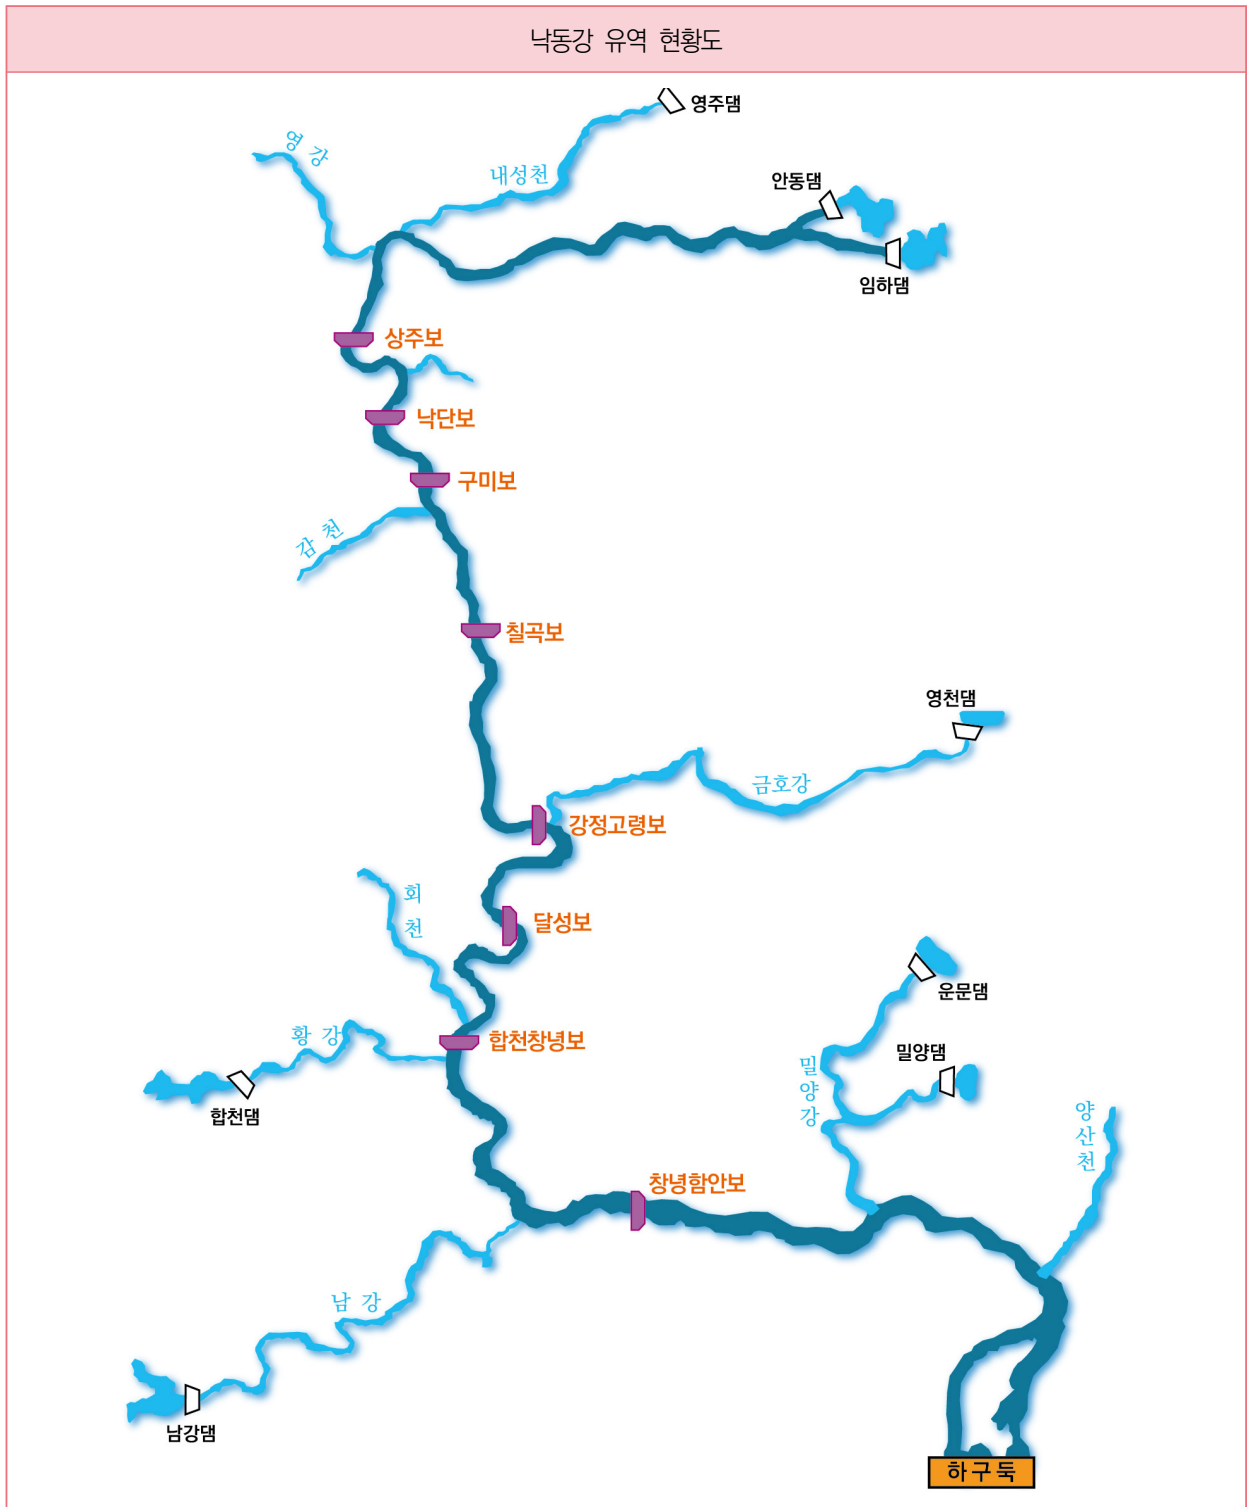 낙동강 유역 현황도
영주댐
영 강
내성천
안동댐
임하댐
상주보
낙단보
구미보
감 천
칠곡보
영천댐
금호강
강정고령보
회
천
달성보
운문댐
황 강
합천창녕보
밀양댐
밀
양
강
합천댐
양
산
천
창녕함안보
남 강
남강댐
하구둑